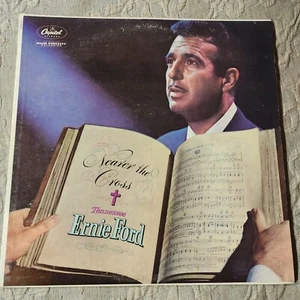 Capitol
Nearer the
Cross
Tennessee
Ernie Ford